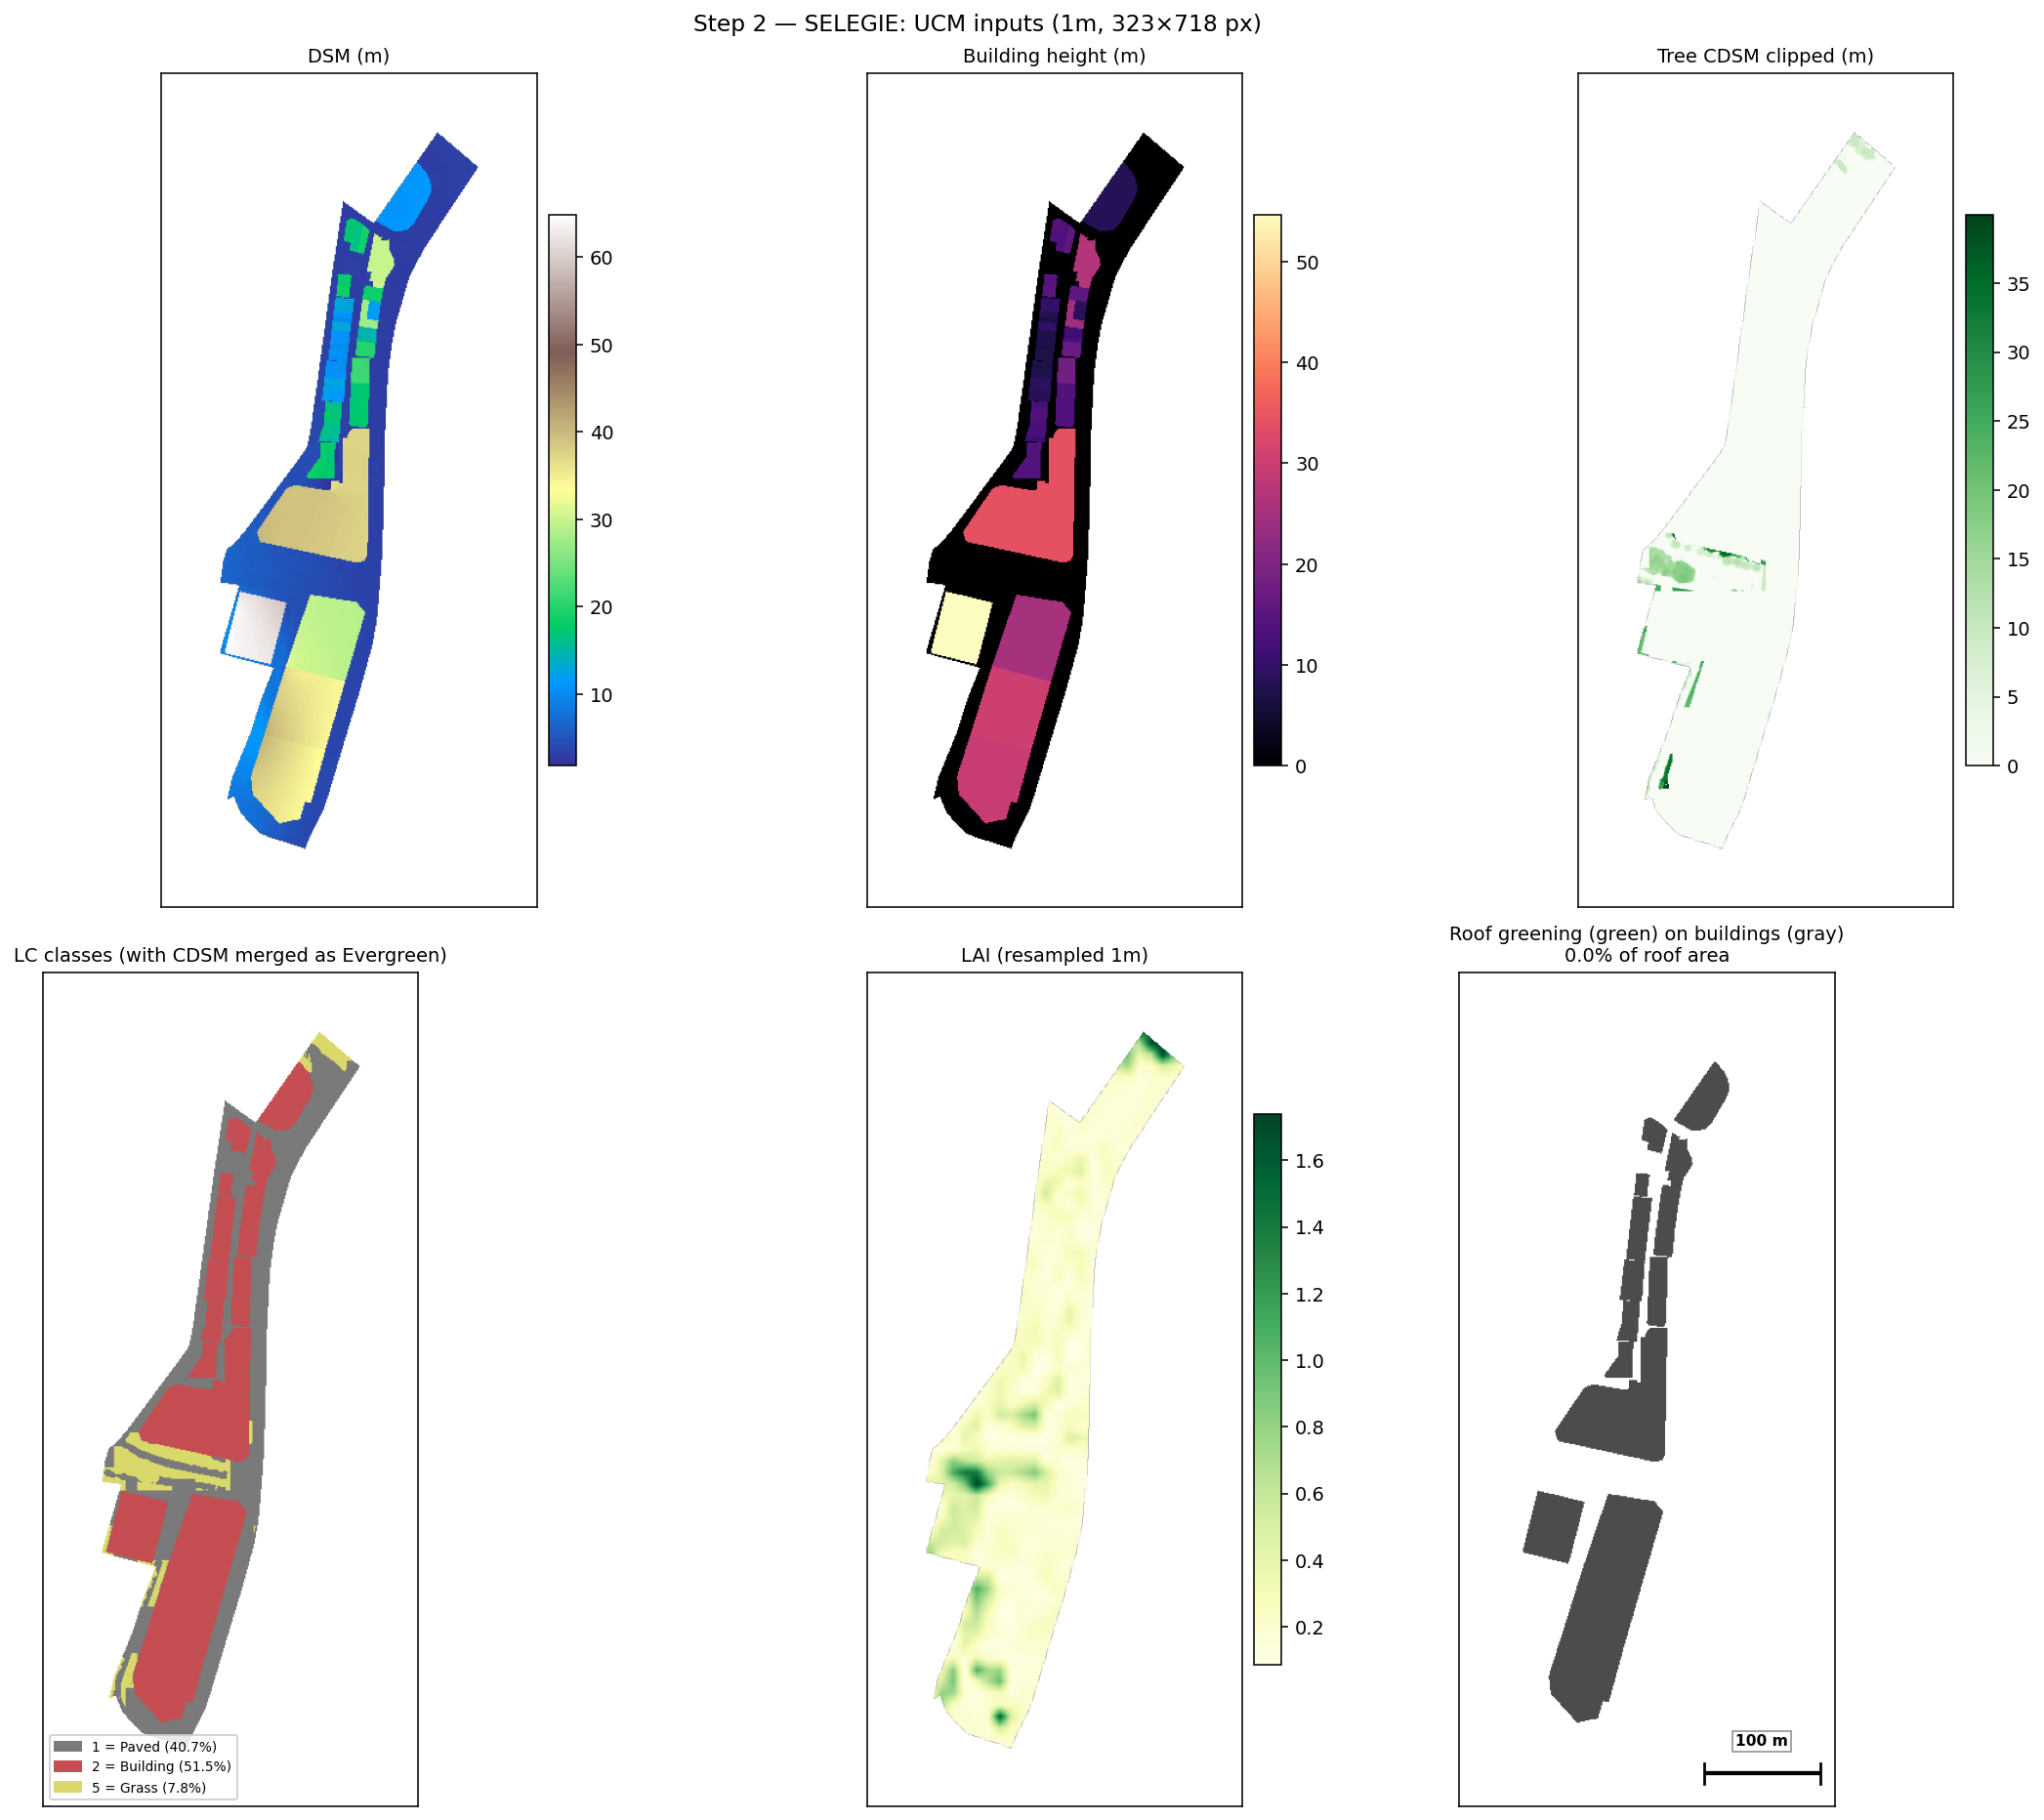 Step 2 — SELEGIE: UCM inputs (1m, 323×718 px)
DSM (m)
60
50
40
30
20
10
Building height (m)
50
40
30
20
10
0
Tree CDSM clipped (m)
35
30
25
20
15
10
5
0
LC classes (with CDSM merged as Evergreen)
1 = Paved (40.7%)
2 = Building (51.5%)
5 = Grass (7.8%)
LAI (resampled 1m)
1.6
1.4
1.2
1.0
0.8
0.6
0.4
0.2
Roof greening (green) on buildings (gray)
0.0% of roof area
100 m